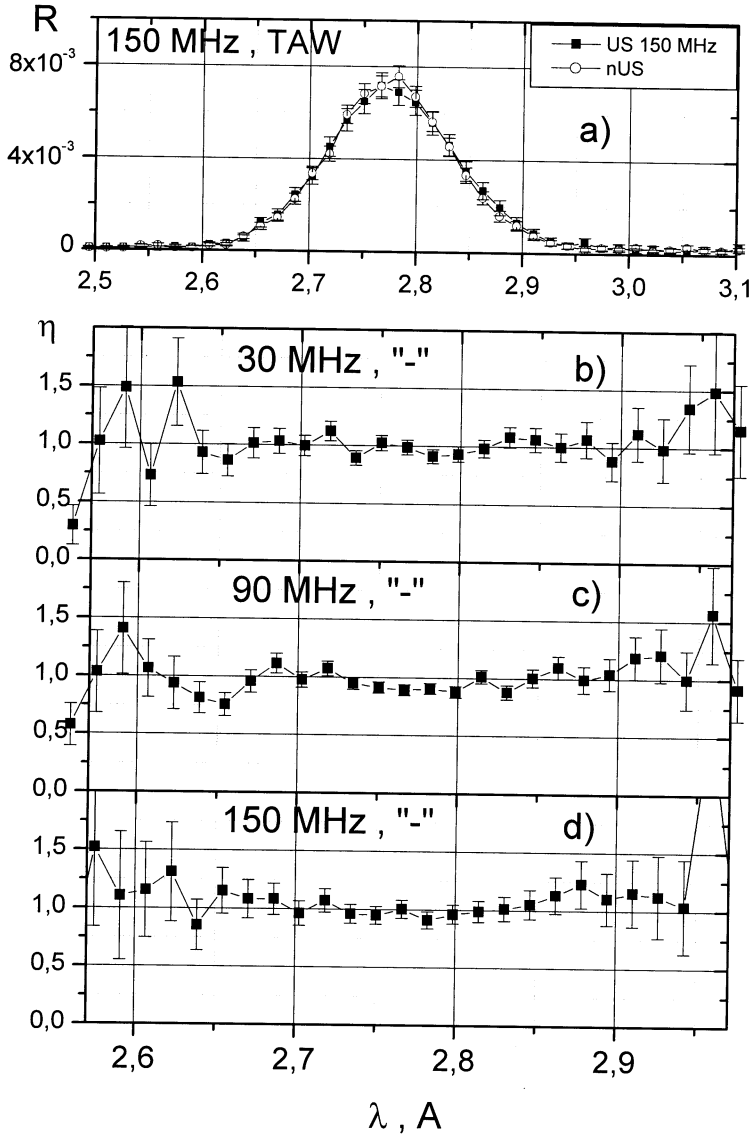 R
150 MHz , TAW
US 150 MHz
nUS
8x10⁻³
a)
4x10⁻³
0
2,5 2,6 2,7 2,8 2,9 3,0 3,1
η
30 MHz , "-"
b)
1,5
1,0
0,5
0,0
90 MHz , "-"
c)
1,5
1,0
0,5
0,0
150 MHz , "-"
d)
1,5
1,0
0,5
0,0
2,6 2,7 2,8 2,9
λ , A